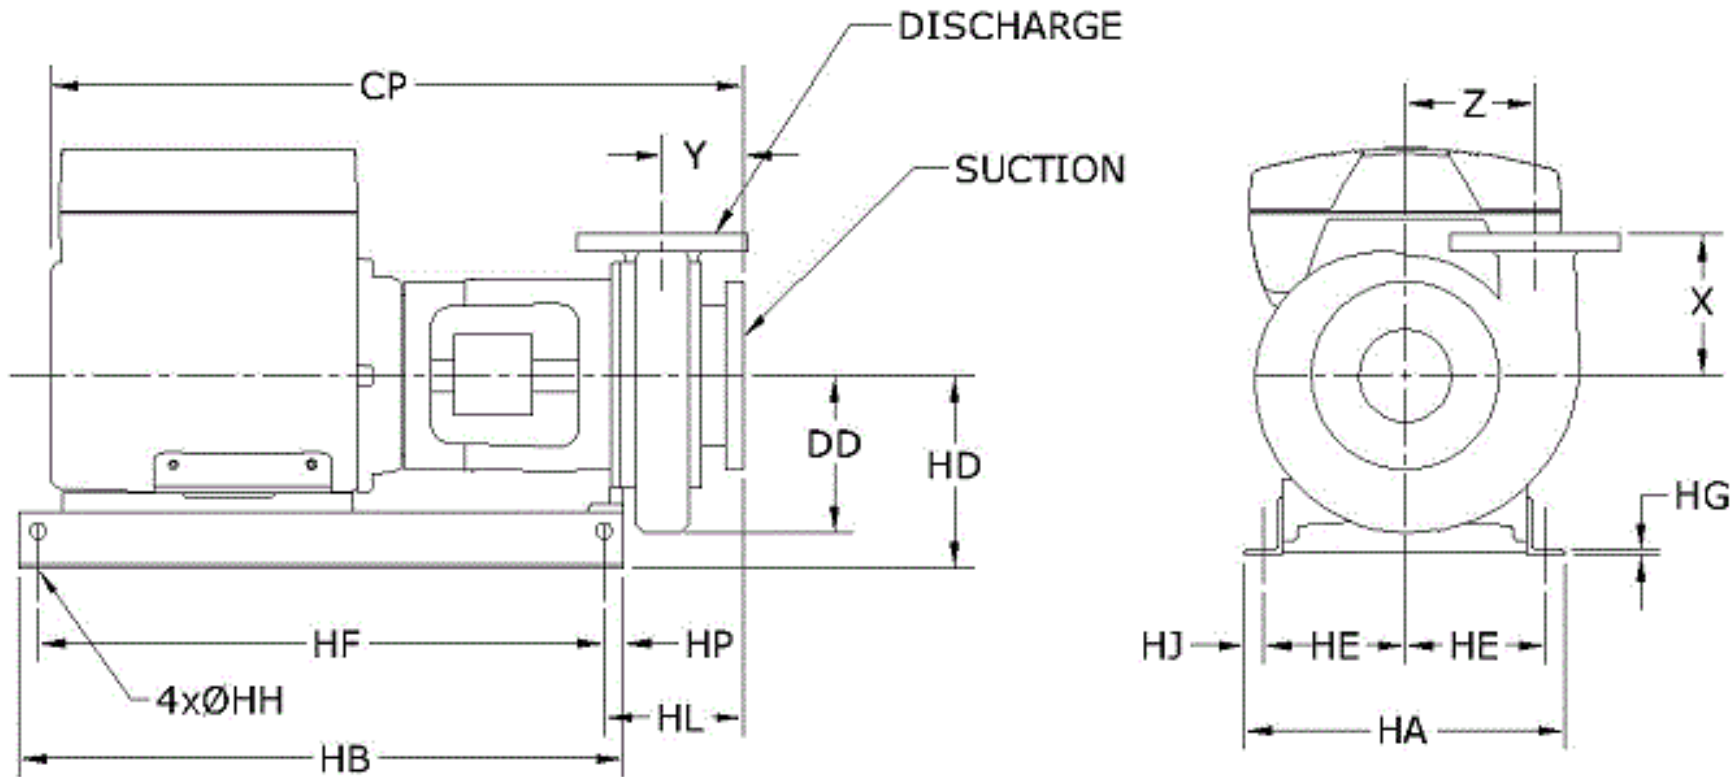 DISCHARGE
CP
Z
Y
SUCTION
X
DD
HD
HG
HF
HP
HJ
HE
HE
4xØHH
HL
HA
HB